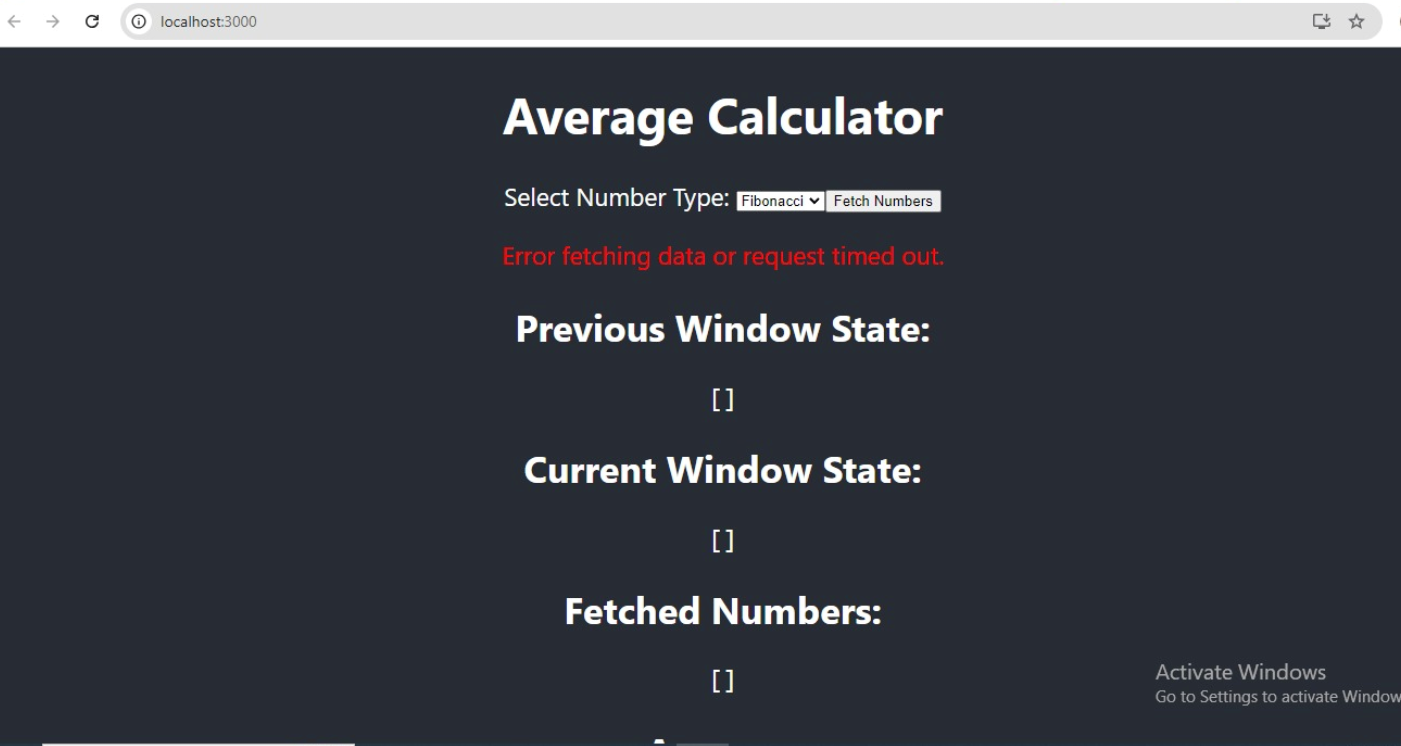 localhost:3000
Average Calculator
Select Number Type: Fibonacci Fetch Numbers
Error fetching data or request timed out.
Previous Window State:
[]
Current Window State:
[]
Fetched Numbers:
[]
Activate Windows
Go to Settings to activate Window